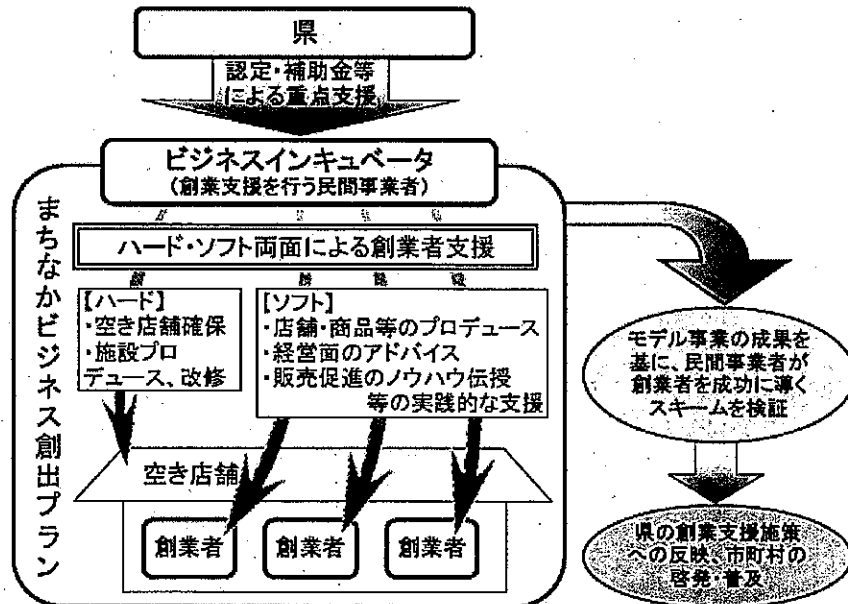 県
認定・補助金等
による重点支援
ビジネスインキュベータ
(創業支援を行う民間事業者)
まちなかビジネス創出プラン
ハード・ソフト両面による創業者支援
【ハード】
・空き店舗確保
・施設プロ
デュース、改修
【ソフト】
・店舗・商品等のプロデュース
・経営面のアドバイス
・販売促進のノウハウ伝授
等の実践的な支援
空き店舗
創業者
創業者
創業者
モデル事業の成果を
基に、民間事業者が
創業者を成功に導く
スキームを検証
県の創業支援施策
への反映、市町村の
啓発・普及